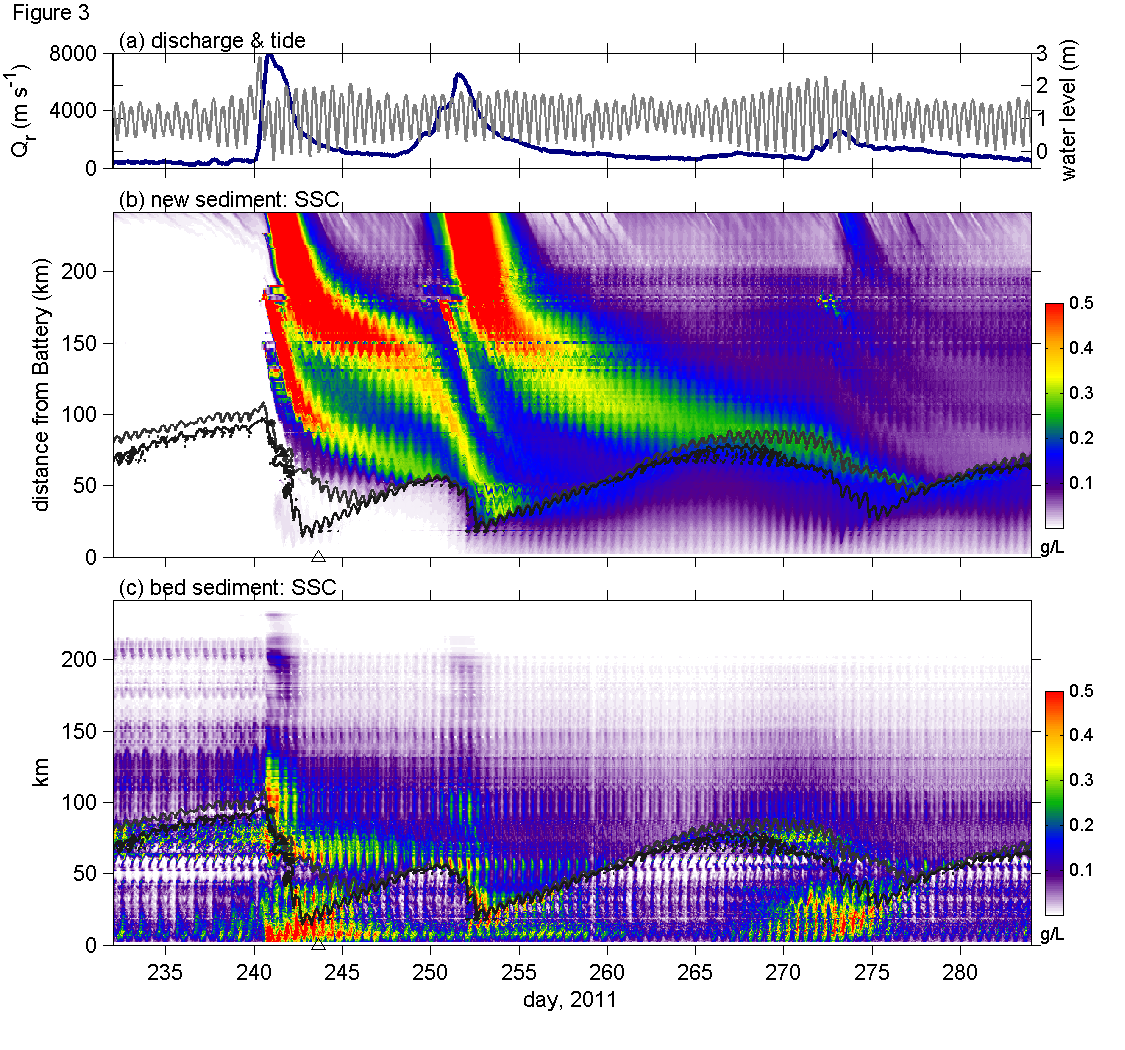 Figure 3
(a) discharge & tide
8000
4000
0
Qr (m s-1)
3
2
1
0
water level (m)
(b) new sediment: SSC
200
150
100
50
0
distance from Battery (km)
0.5
0.4
0.3
0.2
0.1
g/L
(c) bed sediment: SSC
200
150
100
50
0
km
0.5
0.4
0.3
0.2
0.1
g/L
235 240 245 250 255 260 265 270 275 280
day, 2011